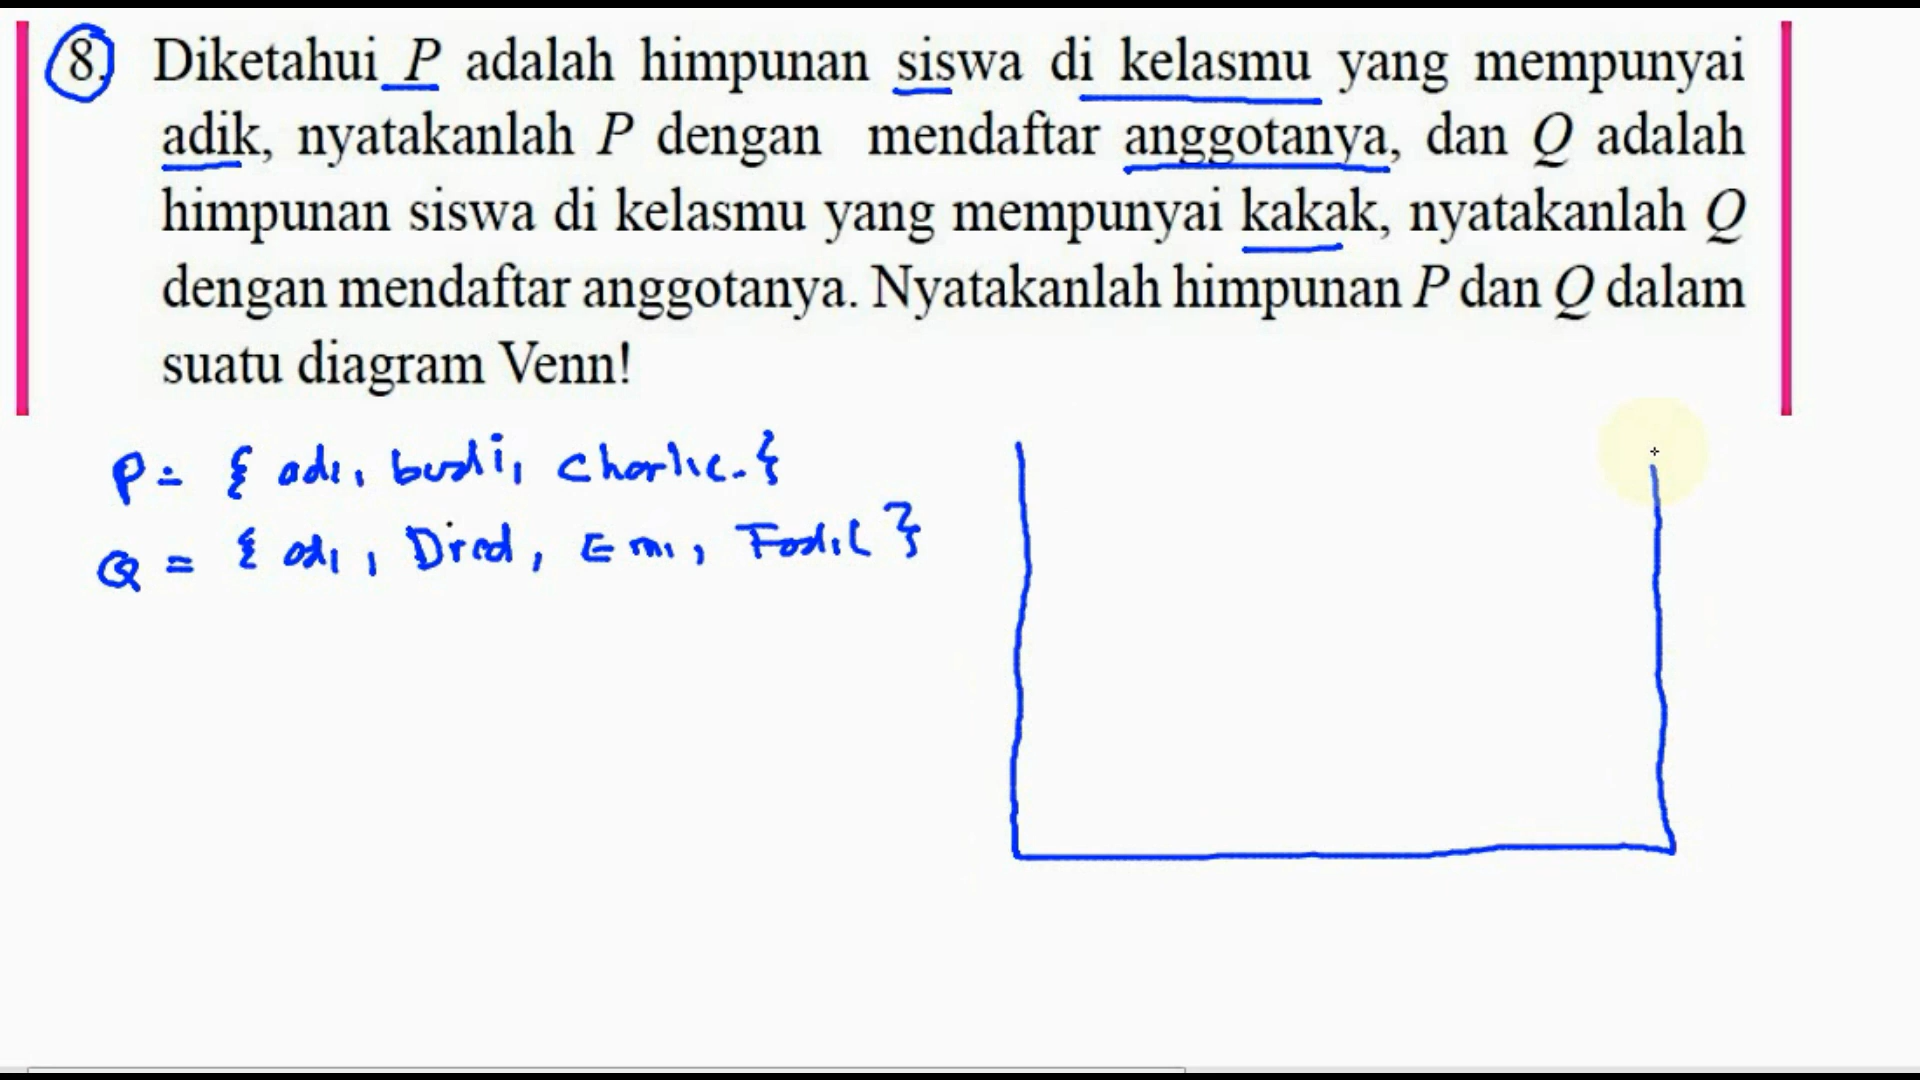 8. Diketahui P adalah himpunan siswa di kelasmu yang mempunyai
adik, nyatakanlah P dengan mendaftar anggotanya, dan Q adalah
himpunan siswa di kelasmu yang mempunyai kakak, nyatakanlah Q
dengan mendaftar anggotanya. Nyatakanlah himpunan P dan Q dalam
suatu diagram Venn!
P = { adi, budi, charlie. }
Q = { adi, Dira, Emi, Fadil }